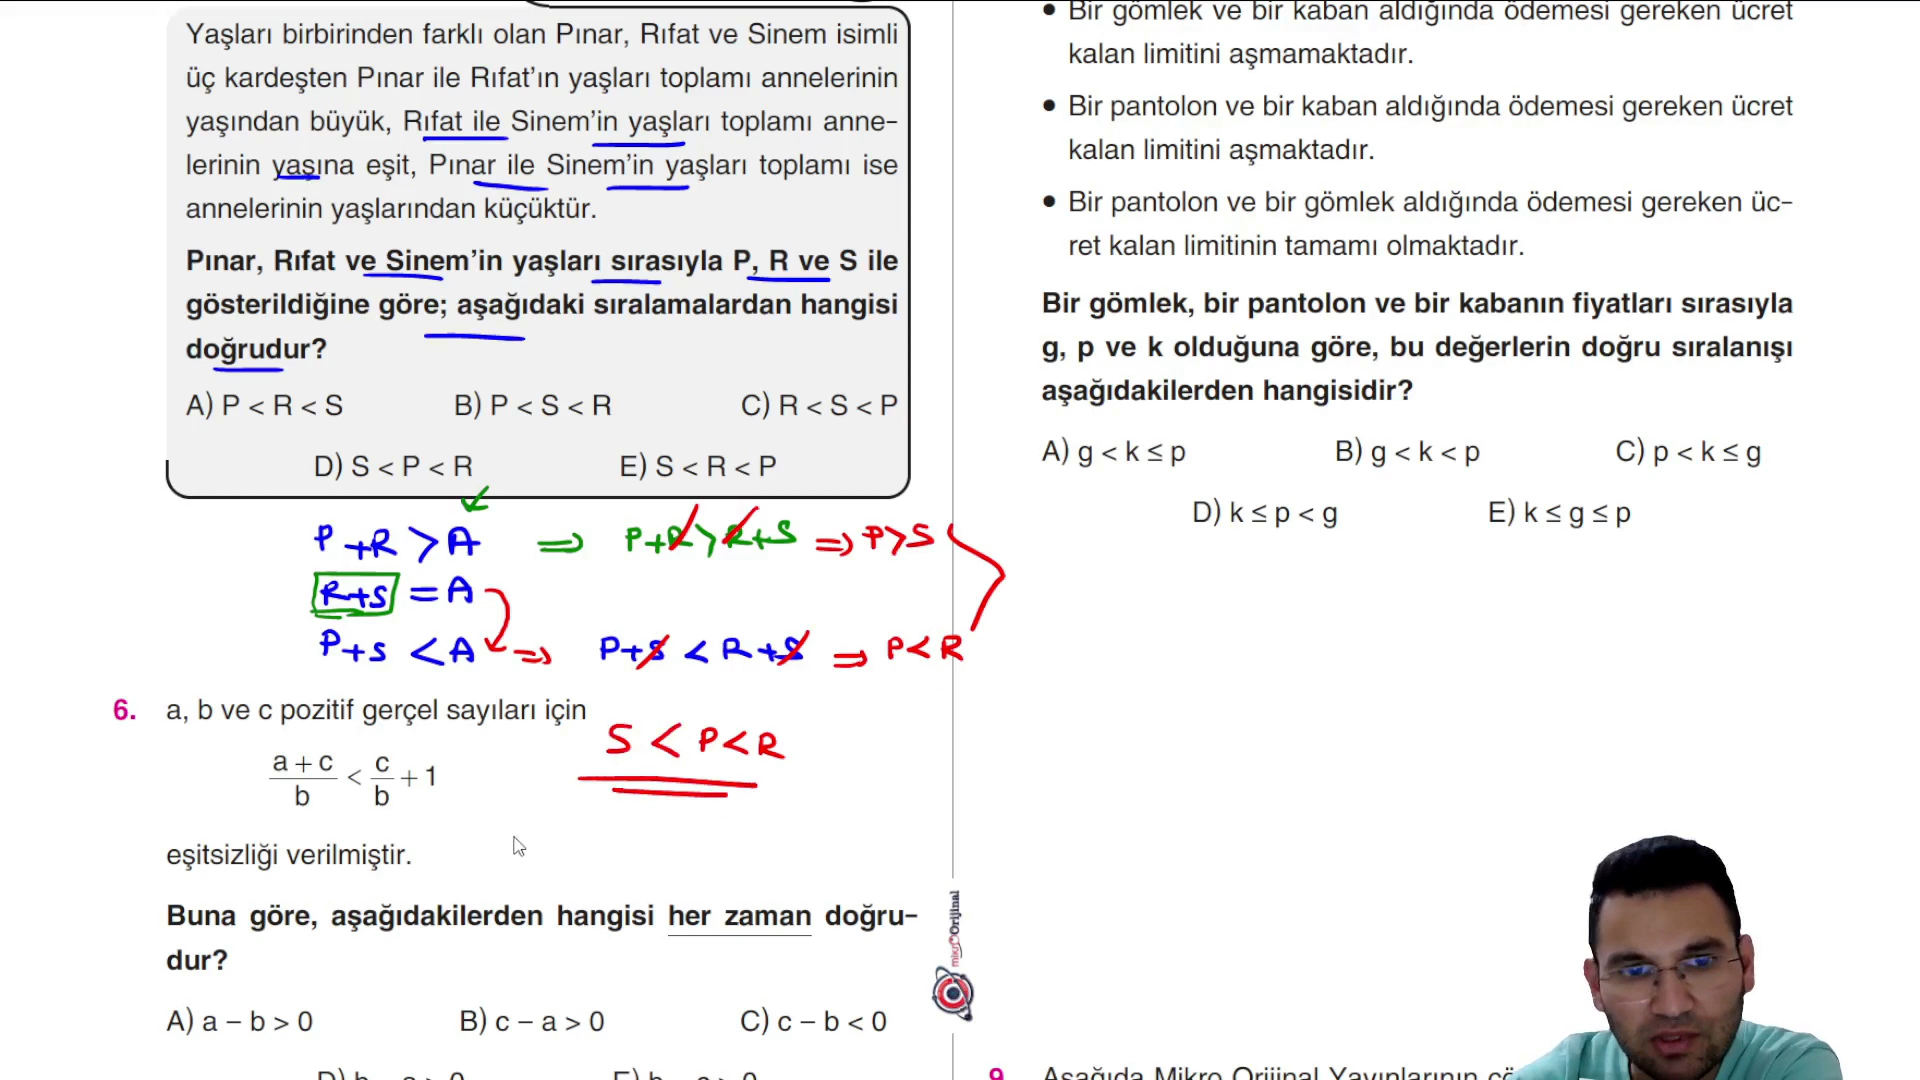 Yaşları birbirinden farklı olan Pınar, Rıfat ve Sinem isimli
üç kardeşten Pınar ile Rıfat’ın yaşları toplamı annelerinin
yaşından büyük, Rıfat ile Sinem’in yaşları toplamı anne-
lerinin yaşına eşit, Pınar ile Sinem’in yaşları toplamı ise
annelerinin yaşlarından küçüktür.
Pınar, Rıfat ve Sinem’in yaşları sırasıyla P, R ve S ile
gösterildiğine göre; aşağıdaki sıralamalardan hangisi
doğrudur?
A) P < R < S B) P < S < R C) R < S < P
D) S < P < R E) S < R < P
P+R > A ⇒ P+R > R+S ⇒ P>S
R+S = A
P+S < A ⇒ P+S < R+S ⇒ P<R
S < P < R
6. a, b ve c pozitif gerçel sayıları için
a + c / b < c / b + 1
eşitsizliği verilmiştir.
Buna göre, aşağıdakilerden hangisi her zaman doğru-
dur?
A) a – b > 0 B) c – a > 0 C) c – b < 0
• Bir gömlek ve bir kaban aldığında ödemesi gereken ücret
kalan limitini aşmamaktadır.
• Bir pantolon ve bir kaban aldığında ödemesi gereken ücret
kalan limitini aşmaktadır.
• Bir pantolon ve bir gömlek aldığında ödemesi gereken üc-
ret kalan limitinin tamamı olmaktadır.
Bir gömlek, bir pantolon ve bir kabanın fiyatları sırasıyla
g, p ve k olduğuna göre, bu değerlerin doğru sıralanışı
aşağıdakilerden hangisidir?
A) g < k ≤ p B) g < k < p C) p < k ≤ g
D) k ≤ p < g E) k ≤ g ≤ p
mikroOrijinal
9. Aşağıda Mikro Orijinal Yayınlarının